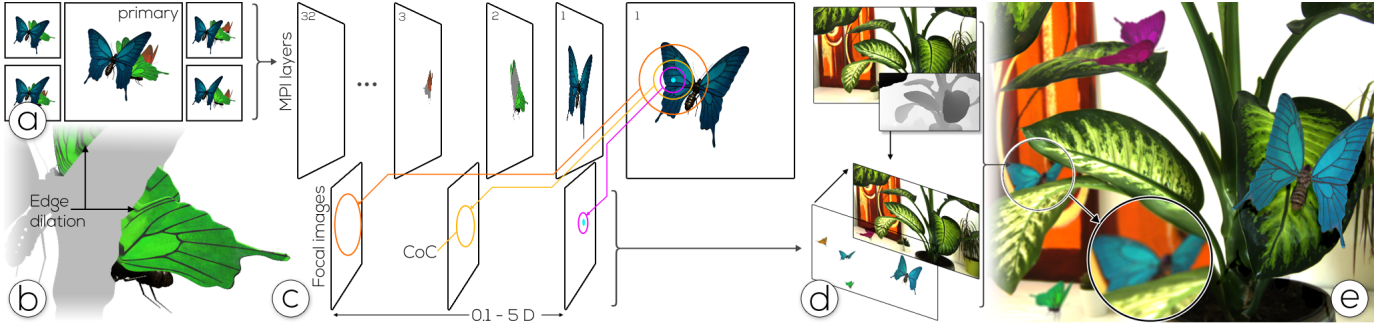 primary
a
Edge
dilation
b
MPI layers
32
3
2
1
1
Focal images
CoC
0.1 - 5 D
c
d
e